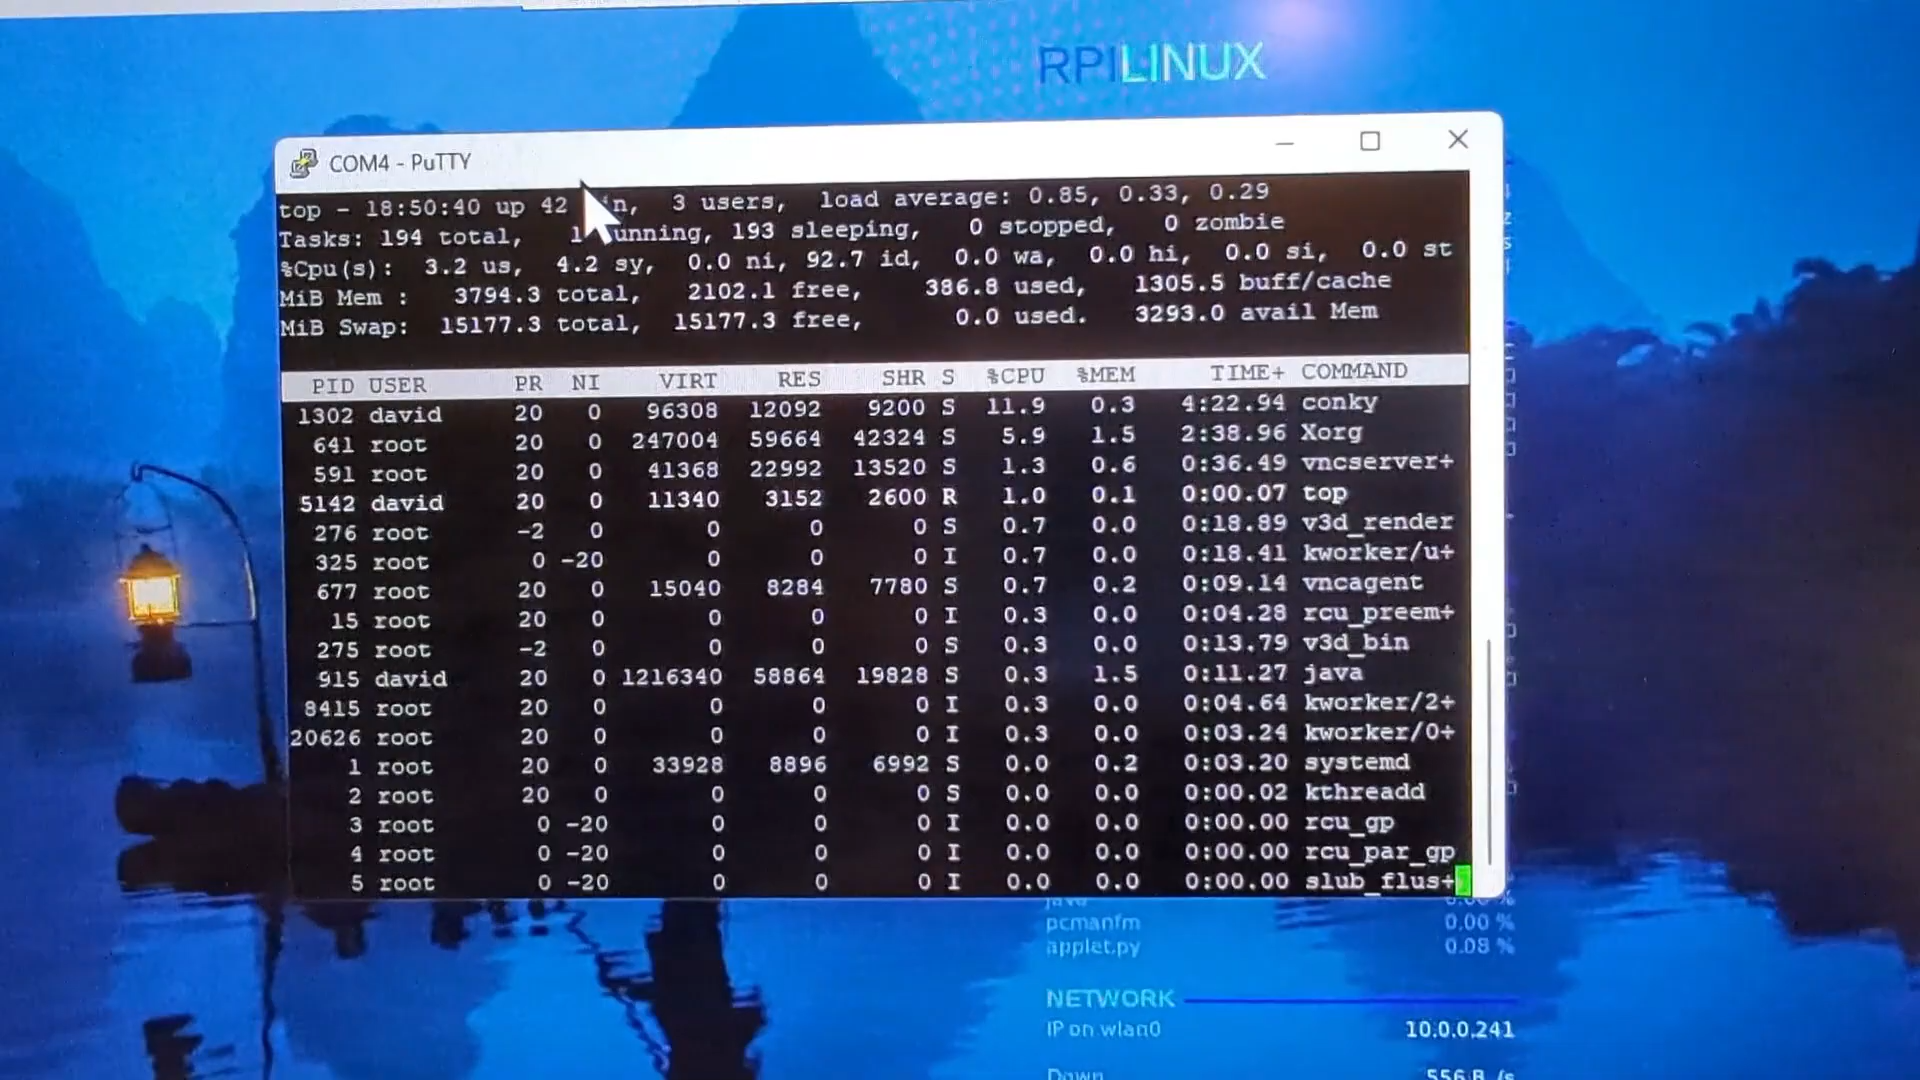 RPILINUX
COM4 - PuTTY
top - 18:50:40 up 42 n, 3 users, load average: 0.85, 0.33, 0.29
Tasks: 194 total, 1 unning, 193 sleeping, 0 stopped, 0 zombie
%Cpu(s): 3.2 us, 4.2 sy, 0.0 ni, 92.7 id, 0.0 wa, 0.0 hi, 0.0 si, 0.0 st
MiB Mem : 3794.3 total, 2102.1 free, 386.8 used, 1305.5 buff/cache
MiB Swap: 15177.3 total, 15177.3 free, 0.0 used. 3293.0 avail Mem
PID USER PR NI VIRT RES SHR S %CPU %MEM TIME+ COMMAND
1302 david 20 0 96308 12092 9200 S 11.9 0.3 4:22.94 conky
641 root 20 0 247004 59664 42324 S 5.9 1.5 2:38.96 Xorg
591 root 20 0 41368 22992 13520 S 1.3 0.6 0:36.49 vncserver+
5142 david 20 0 11340 3152 2600 R 1.0 0.1 0:00.07 top
276 root -2 0 0 0 0 S 0.7 0.0 0:18.89 v3d_render
325 root 0 -20 0 0 0 I 0.7 0.0 0:18.41 kworker/u+
677 root 20 0 15040 8284 7780 S 0.7 0.2 0:09.14 vncagent
15 root 20 0 0 0 0 I 0.3 0.0 0:04.28 rcu_preem+
275 root -2 0 0 0 0 S 0.3 0.0 0:13.79 v3d_bin
915 david 20 0 1216340 58864 19828 S 0.3 1.5 0:11.27 java
8415 root 20 0 0 0 0 I 0.3 0.0 0:04.64 kworker/2+
20626 root 20 0 0 0 0 I 0.3 0.0 0:03.24 kworker/0+
1 root 20 0 33928 8896 6992 S 0.0 0.2 0:03.20 systemd
2 root 20 0 0 0 0 S 0.0 0.0 0:00.02 kthreadd
3 root 0 -20 0 0 0 I 0.0 0.0 0:00.00 rcu_gp
4 root 0 -20 0 0 0 I 0.0 0.0 0:00.00 rcu_par_gp
5 root 0 -20 0 0 0 I 0.0 0.0 0:00.00 slub_flus+
java 0.00 %
pcmanfm 0.00 %
applet.py 0.08 %
NETWORK
IP on wlan0 10.0.0.241
Down 556 B /s